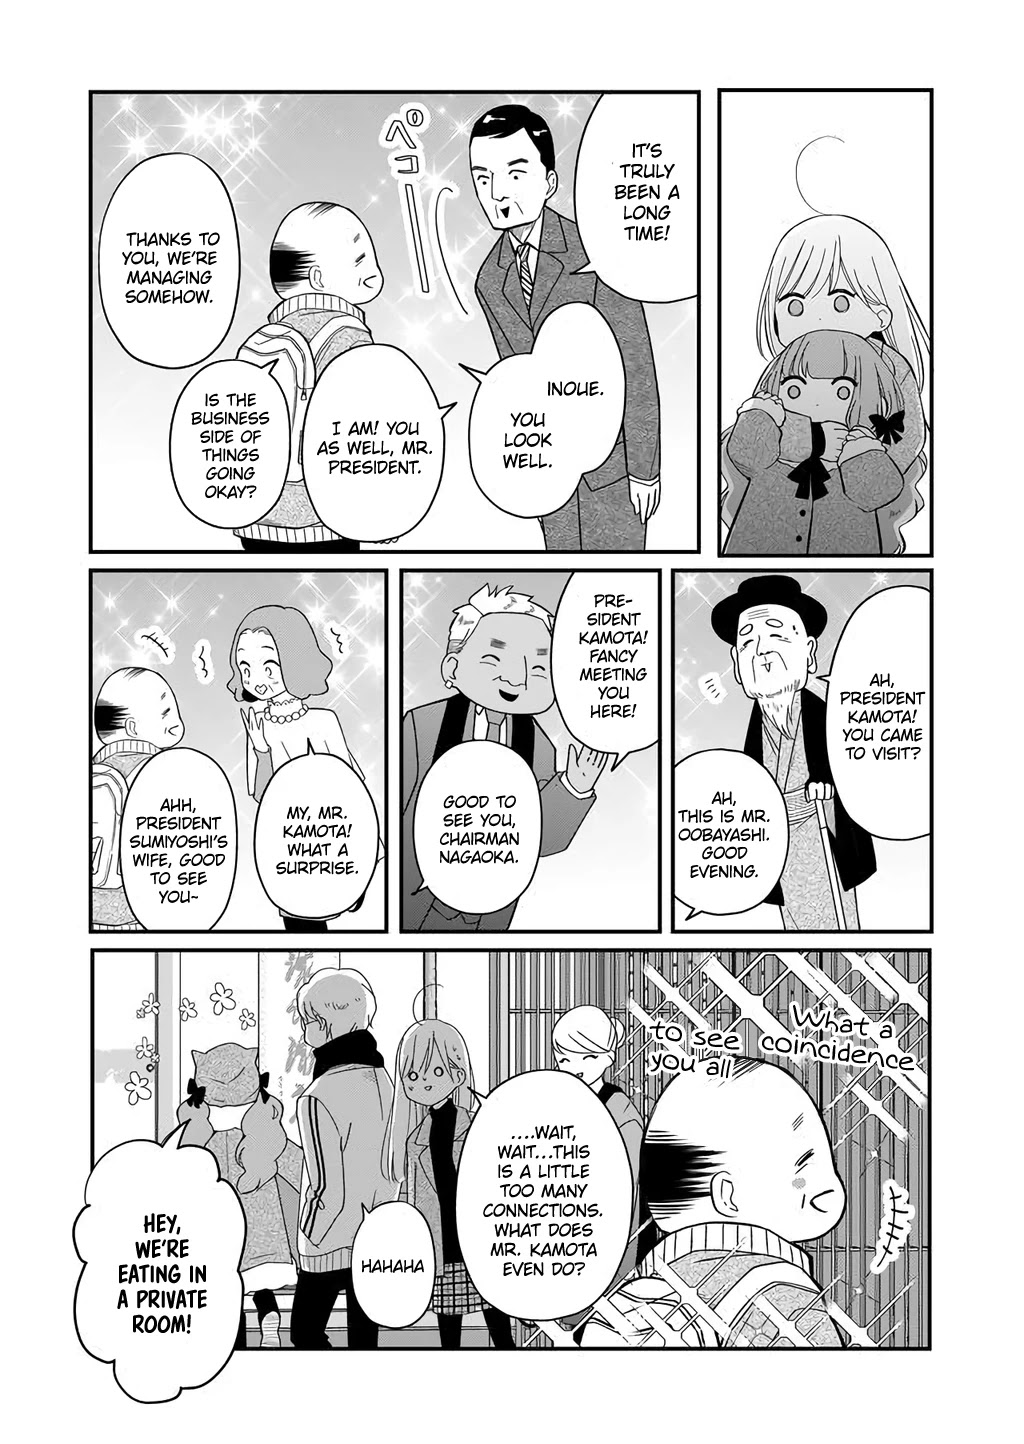 IT'S
TRULY
BEEN A
LONG
TIME!
ペコー
INOUE.
YOU
LOOK
WELL.
I AM! YOU
AS WELL, MR.
PRESIDENT.
IS THE
BUSINESS
SIDE OF
THINGS
GOING
OKAY?
THANKS TO
YOU, WE'RE
MANAGING
SOMEHOW.
AH,
PRESIDENT
KAMOTA!
YOU CAME
TO VISIT?
AH,
THIS IS MR.
OOBAYASHI.
GOOD
EVENING.
PRE-
SIDENT
KAMOTA!
FANCY
MEETING
YOU
HERE!
GOOD TO
SEE YOU,
CHAIRMAN
NAGAOKA.
MY, MR.
KAMOTA!
WHAT A
SURPRISE.
AHH,
PRESIDENT
SUMIYOSHI'S
WIFE, GOOD
TO SEE
YOU~
What a
coincidence
to see
you all
....WAIT,
WAIT...THIS
IS A LITTLE
TOO MANY
CONNECTIONS.
WHAT DOES
MR. KAMOTA
EVEN DO?
HAHAHA
HEY,
WE'RE
EATING IN
A PRIVATE
ROOM!